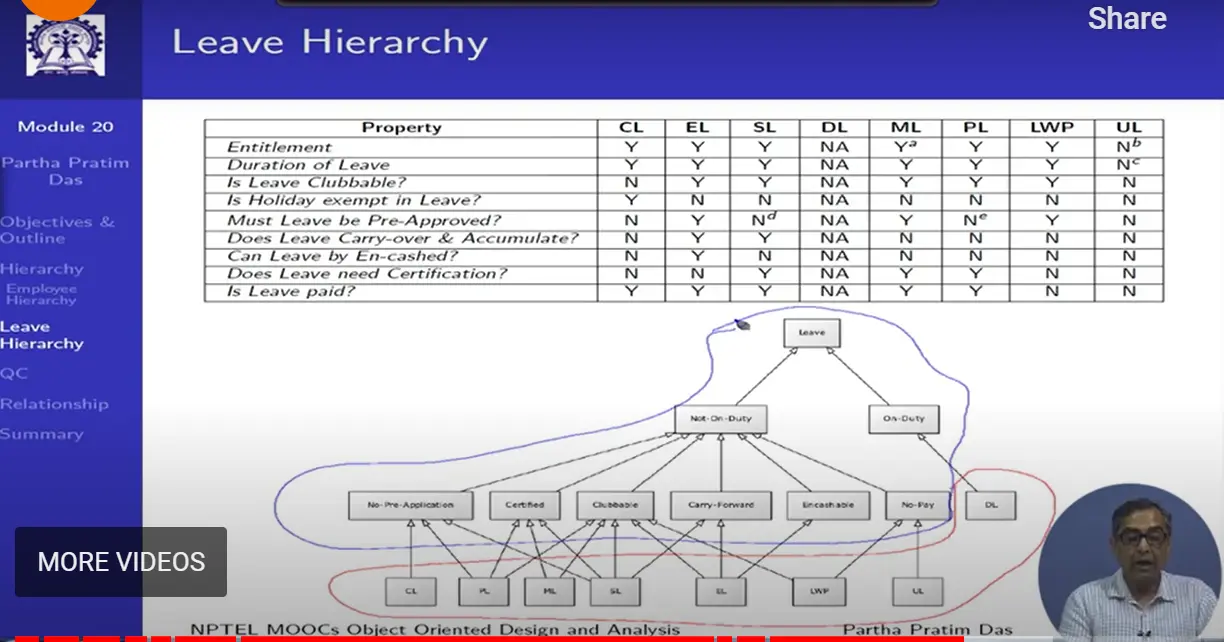 Share
Leave Hierarchy
Module 20
Partha Pratim
Das
Objectives &
Outline
Hierarchy
Employee
Hierarchy
Leave
Hierarchy
QC
Relationship
Summary
MORE VIDEOS
Property CL EL SL DL ML PL LWP UL
Entitlement Y Y Y NA Yᵃ Y Y Nᵇ
Duration of Leave Y Y Y NA Y Y Y Nᶜ
Is Leave Clubbable? N Y Y NA Y Y Y N
Is Holiday exempt in Leave? Y N N NA N N N N
Must Leave be Pre-Approved? N Y Nᵈ NA Y Nᵉ Y N
Does Leave Carry-over & Accumulate? N Y Y NA N N N N
Can Leave by En-cashed? N Y N NA N N N N
Does Leave need Certification? N N Y NA Y Y N N
Is Leave paid? Y Y Y NA Y Y N N
Leave
Not-On-Duty On-Duty
No-Pre-Application Certified Clubbable Carry-Forward Encashable No-Pay DL
CL PL ML SL EL LWP UL
NPTEL MOOCs Object Oriented Design and Analysis Partha Pratim Das